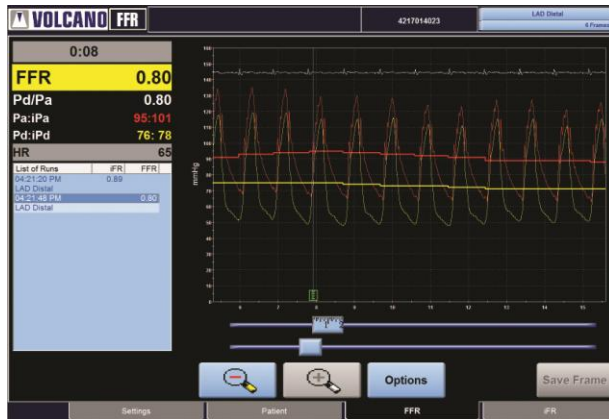 VOLCANO FFR
4217014023
LAD Distal
6 Frames
0:08
FFR 0.80
Pd/Pa 0.80
Pa:iPa 95:101
Pd:iPd 76: 78
HR 65
List of Runs iFR FFR
04:21:20 PM 0.89
LAD Distal
04:21:48 PM 0.80
LAD Distal
mmHg
Options
Save Frame
Settings
Patient
FFR
iFR